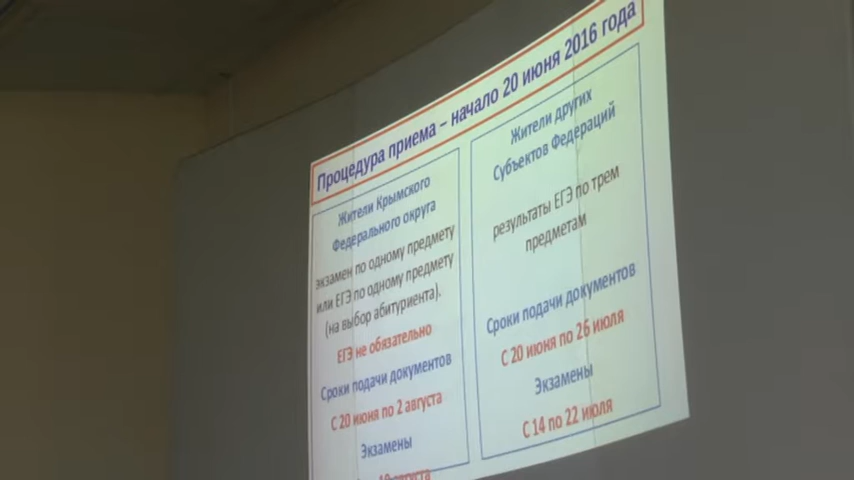 Процедура приема – начало 20 июня 2016 года
Жители Крымского
Федерального округа
экзамен по одному предмету
или ЕГЭ по одному предмету
(на выбор абитуриента).
ЕГЭ не обязательно
Сроки подачи документов
С 20 июня по 2 августа
Экзамены
августа
Жители других
Субъектов Федераций
результаты ЕГЭ по трем
предметам
Сроки подачи документов
С 20 июня по 26 июля
Экзамены
С 14 по 22 июля